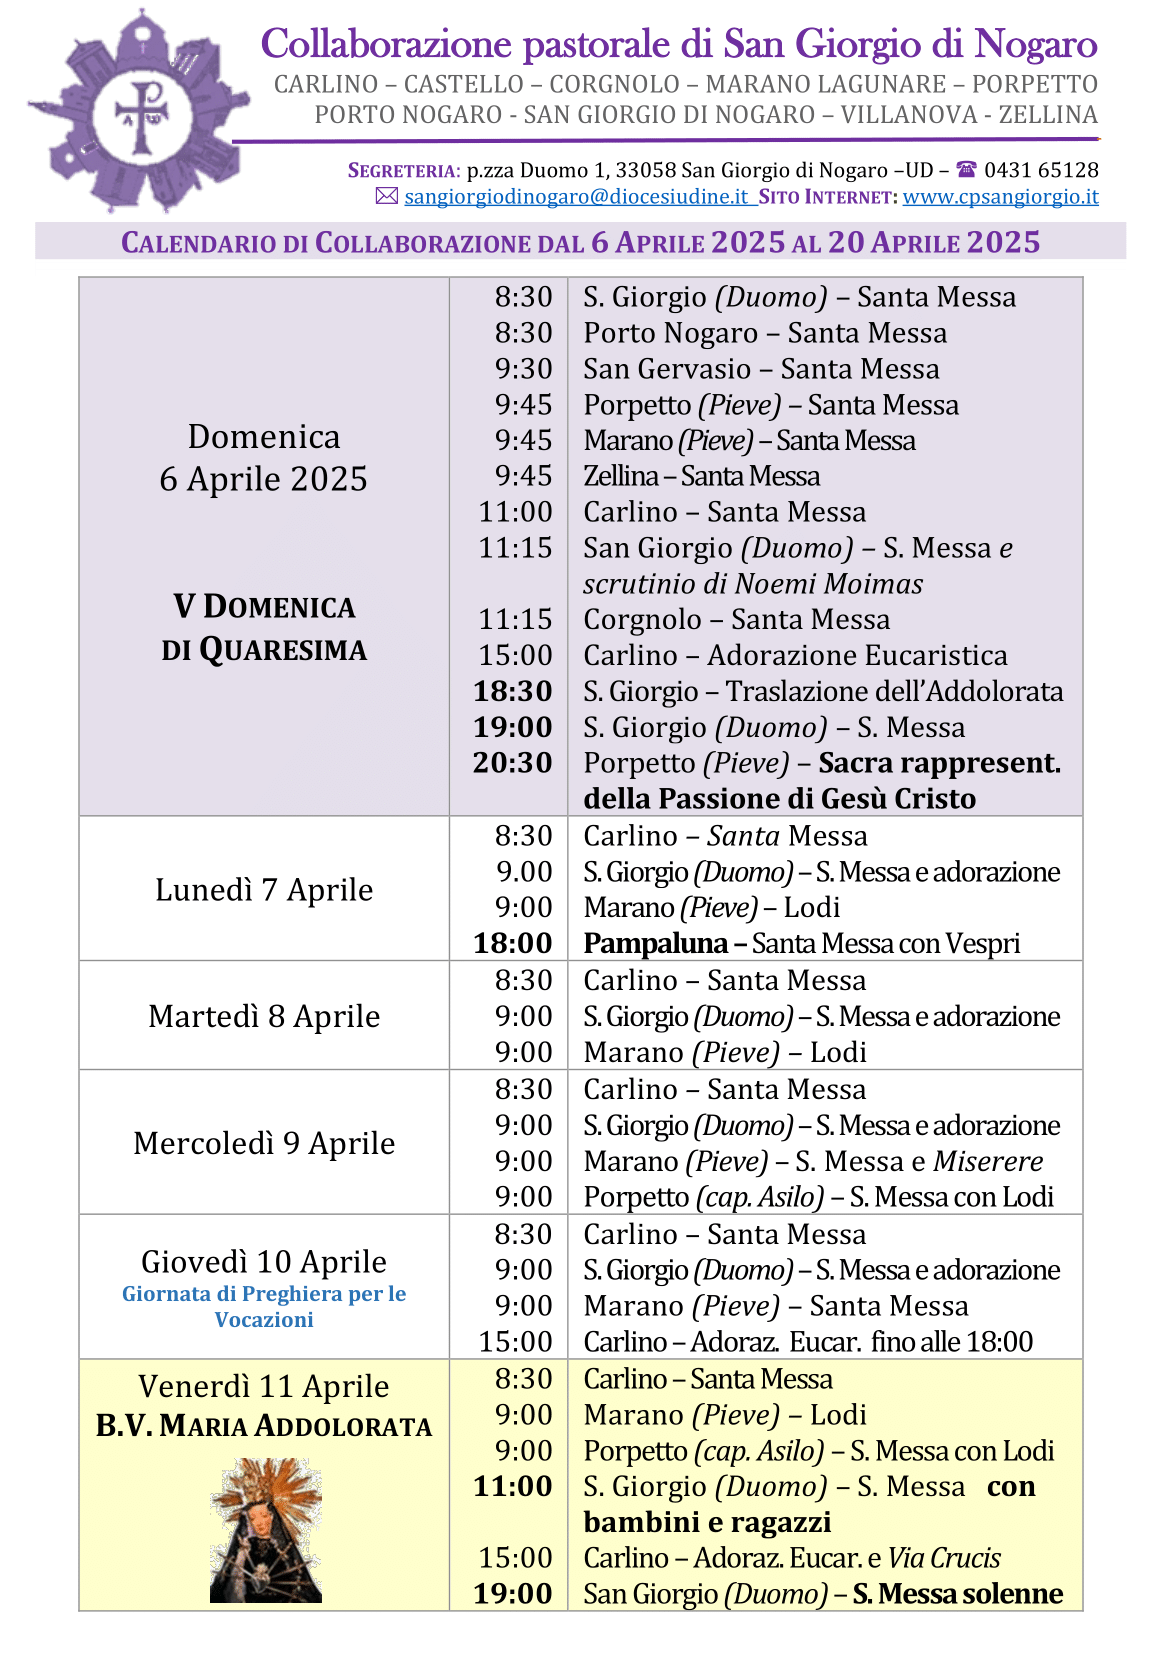 Collaborazione pastorale di San Giorgio di Nogaro
CARLINO – CASTELLO – CORGNOLO – MARANO LAGUNARE – PORPETTO
PORTO NOGARO - SAN GIORGIO DI NOGARO – VILLANOVA - ZELLINA
SEGRETERIA: p.zza Duomo 1, 33058 San Giorgio di Nogaro –UD – ☎ 0431 65128
✉ sangiorgiodinogaro@diocesiudine.it SITO INTERNET: www.cpsangiorgio.it
CALENDARIO DI COLLABORAZIONE DAL 6 APRILE 2025 AL 20 APRILE 2025
Domenica
6 Aprile 2025
V DOMENICA
DI QUARESIMA
8:30 S. Giorgio (Duomo) – Santa Messa
8:30 Porto Nogaro – Santa Messa
9:30 San Gervasio – Santa Messa
9:45 Porpetto (Pieve) – Santa Messa
9:45 Marano (Pieve) – Santa Messa
9:45 Zellina – Santa Messa
11:00 Carlino – Santa Messa
11:15 San Giorgio (Duomo) – S. Messa e
scrutinio di Noemi Moimas
11:15 Corgnolo – Santa Messa
15:00 Carlino – Adorazione Eucaristica
18:30 S. Giorgio – Traslazione dell’Addolorata
19:00 S. Giorgio (Duomo) – S. Messa
20:30 Porpetto (Pieve) – Sacra rappresent.
della Passione di Gesù Cristo
Lunedì 7 Aprile
8:30 Carlino – Santa Messa
9.00 S. Giorgio (Duomo) – S. Messa e adorazione
9:00 Marano (Pieve) – Lodi
18:00 Pampaluna – Santa Messa con Vespri
Martedì 8 Aprile
8:30 Carlino – Santa Messa
9:00 S. Giorgio (Duomo) – S. Messa e adorazione
9:00 Marano (Pieve) – Lodi
Mercoledì 9 Aprile
8:30 Carlino – Santa Messa
9:00 S. Giorgio (Duomo) – S. Messa e adorazione
9:00 Marano (Pieve) – S. Messa e Miserere
9:00 Porpetto (cap. Asilo) – S. Messa con Lodi
Giovedì 10 Aprile
Giornata di Preghiera per le
Vocazioni
8:30 Carlino – Santa Messa
9:00 S. Giorgio (Duomo) – S. Messa e adorazione
9:00 Marano (Pieve) – Santa Messa
15:00 Carlino – Adoraz. Eucar. fino alle 18:00
Venerdì 11 Aprile
B.V. MARIA ADDOLORATA
8:30 Carlino – Santa Messa
9:00 Marano (Pieve) – Lodi
9:00 Porpetto (cap. Asilo) – S. Messa con Lodi
11:00 S. Giorgio (Duomo) – S. Messa con
bambini e ragazzi
15:00 Carlino – Adoraz. Eucar. e Via Crucis
19:00 San Giorgio (Duomo) – S. Messa solenne